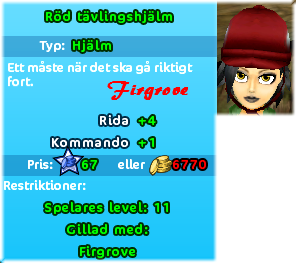 Röd tävlingshjälm
Typ: Hjälm
Ett måste när det ska gå riktigt
fort.
Firgrove
Rida +4
Kommando +1
Pris: 67 eller 6770
Restriktioner:
Spelares level: 11
Gillad med:
Firgrove